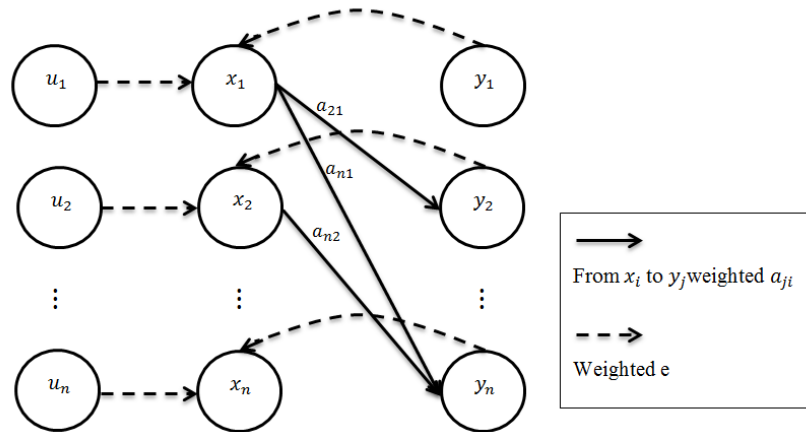 u₁ x₁ y₁
a₂₁
aₙ₁
u₂ x₂ y₂
aₙ₂
⋮ ⋮ ⋮
uₙ xₙ yₙ
From xᵢ to yⱼ weighted aⱼᵢ
Weighted e